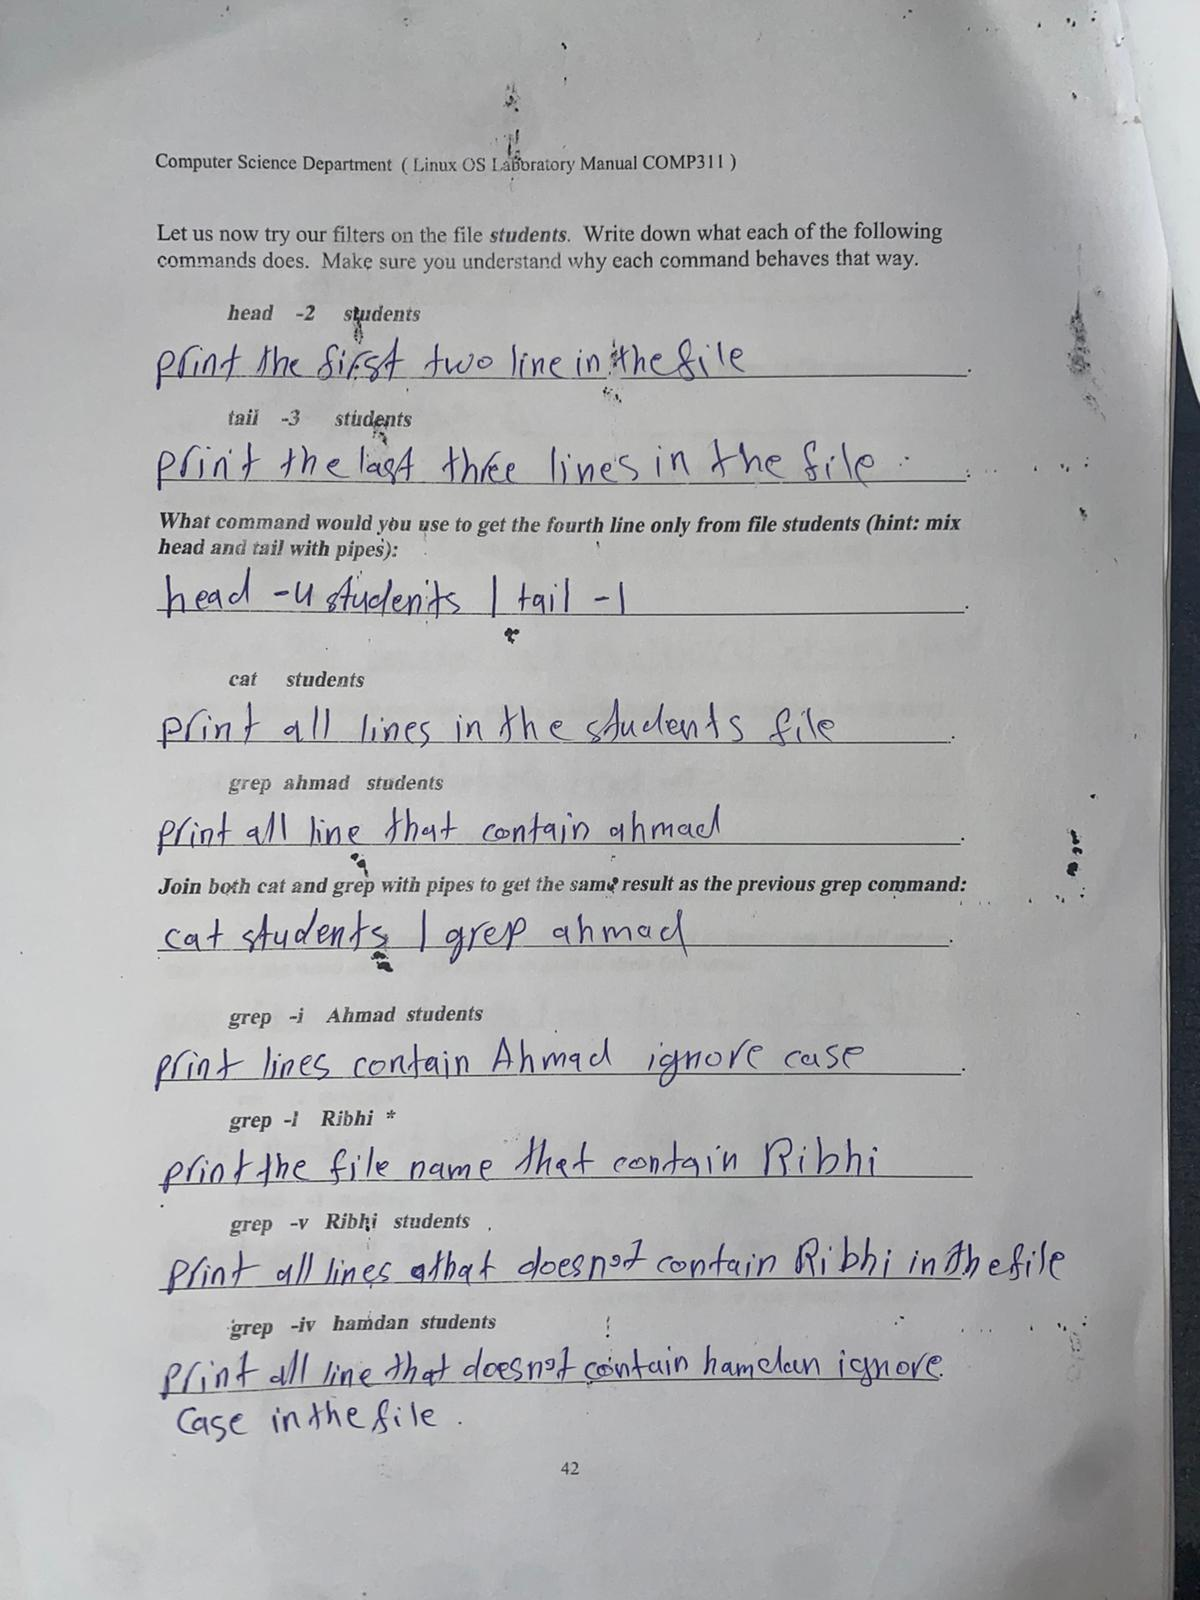 Computer Science Department ( Linux OS Laboratory Manual COMP311 )
Let us now try our filters on the file students. Write down what each of the following
commands does. Make sure you understand why each command behaves that way.
head -2 students
print the first two line in the file
tail -3 students
print the last three lines in the file
What command would you use to get the fourth line only from file students (hint: mix
head and tail with pipes):
head -4 students | tail -1
cat students
print all lines in the students file
grep ahmad students
print all line that contain ahmad
Join both cat and grep with pipes to get the same result as the previous grep command:
cat students | grep ahmad
grep -i Ahmad students
print lines contain Ahmad ignore case
grep -l Ribhi *
print the file name that contain Ribhi
grep -v Ribhi students
print all lines that does not contain Ribhi in the file
grep -iv hamdan students
print all line that does not contain hamdan ignore
case in the file.
42